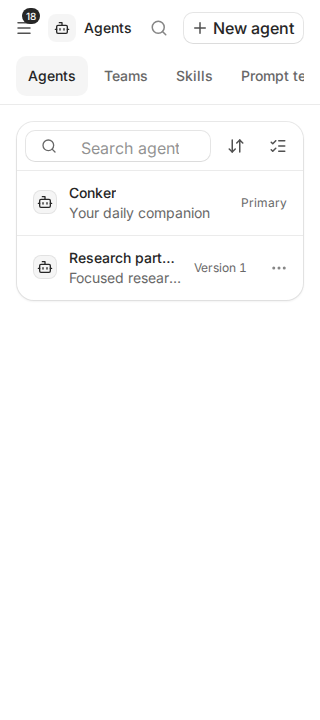 18
Agents
New agent
Agents
Teams
Skills
Prompt te
Search agent
Conker
Your daily companion
Primary
Research part...
Focused resear...
Version 1